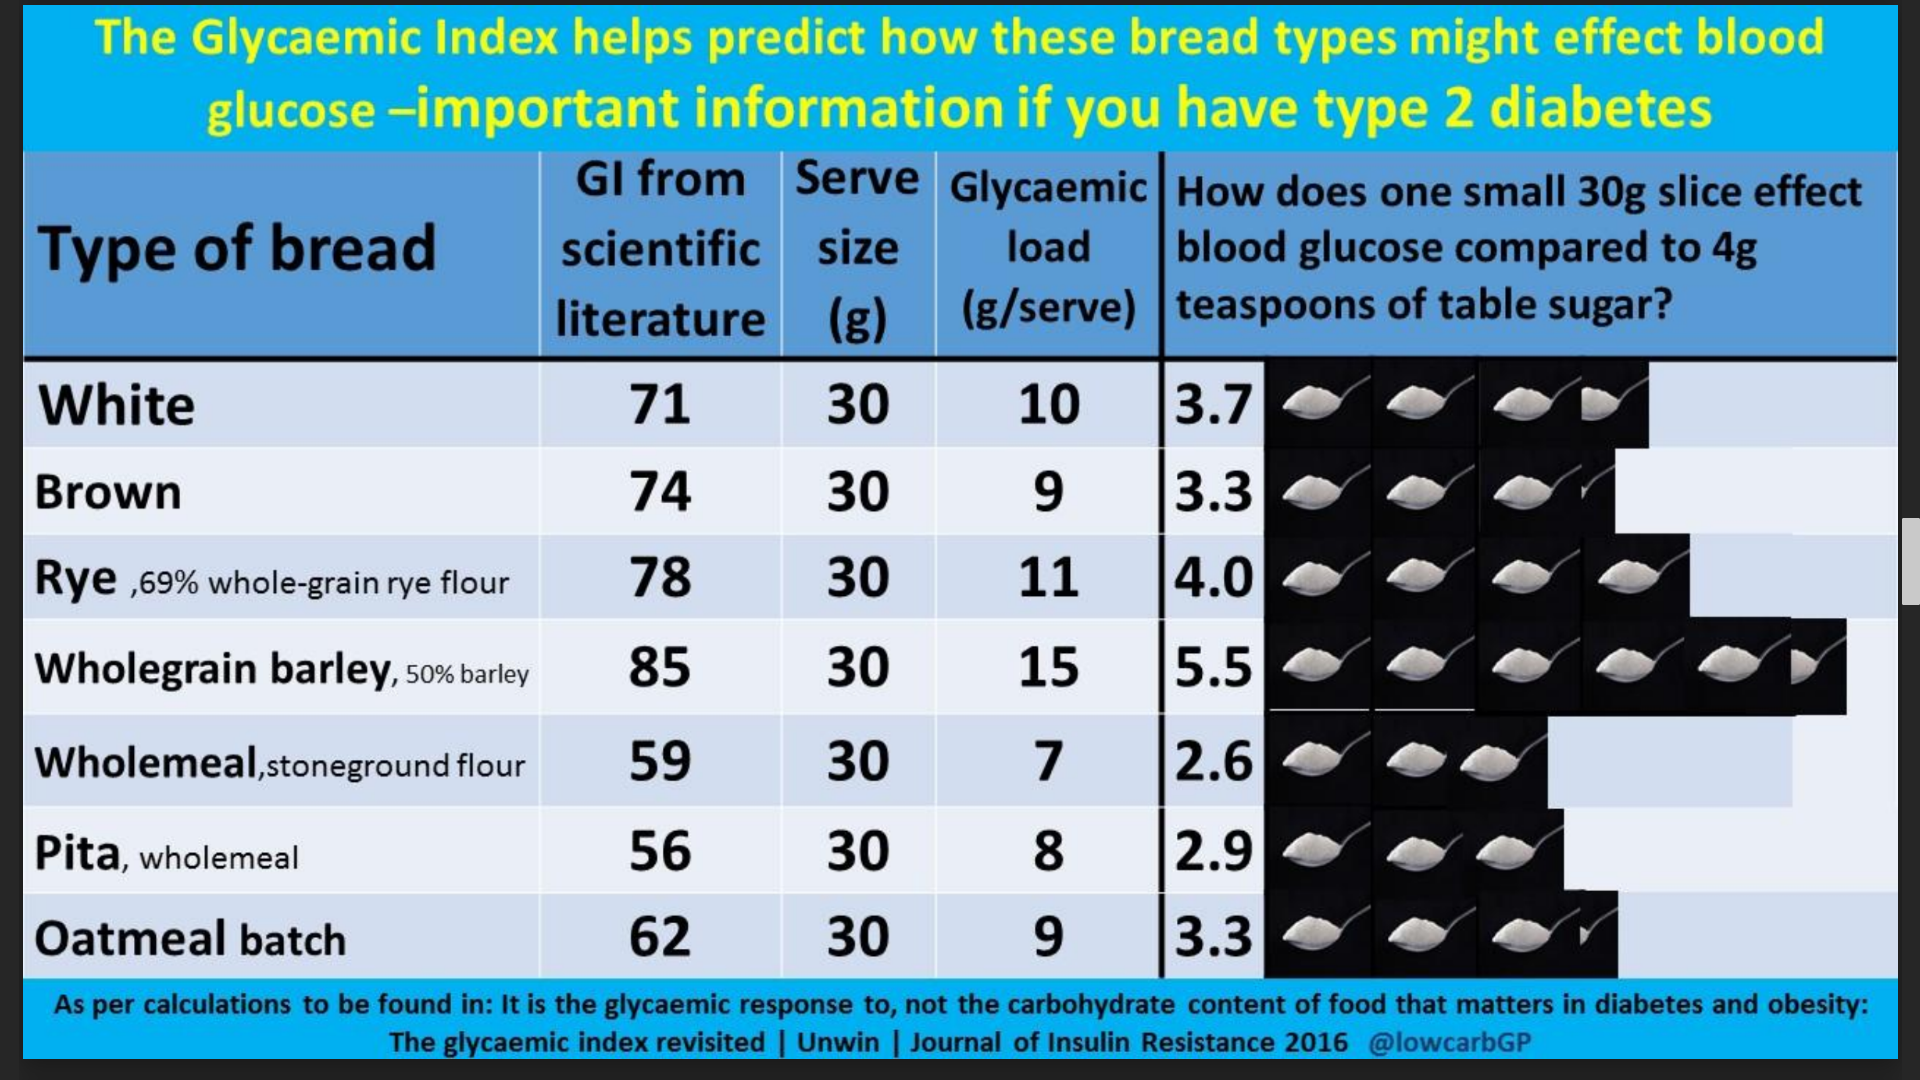 The Glycaemic Index helps predict how these bread types might effect blood
glucose –important information if you have type 2 diabetes
Type of bread
GI from
scientific
literature
Serve
size
(g)
Glycaemic
load
(g/serve)
How does one small 30g slice effect
blood glucose compared to 4g
teaspoons of table sugar?
White 71 30 10 3.7
Brown 74 30 9 3.3
Rye ,69% whole-grain rye flour 78 30 11 4.0
Wholegrain barley, 50% barley 85 30 15 5.5
Wholemeal,stoneground flour 59 30 7 2.6
Pita, wholemeal 56 30 8 2.9
Oatmeal batch 62 30 9 3.3
As per calculations to be found in: It is the glycaemic response to, not the carbohydrate content of food that matters in diabetes and obesity:
The glycaemic index revisited | Unwin | Journal of Insulin Resistance 2016 @lowcarbGP